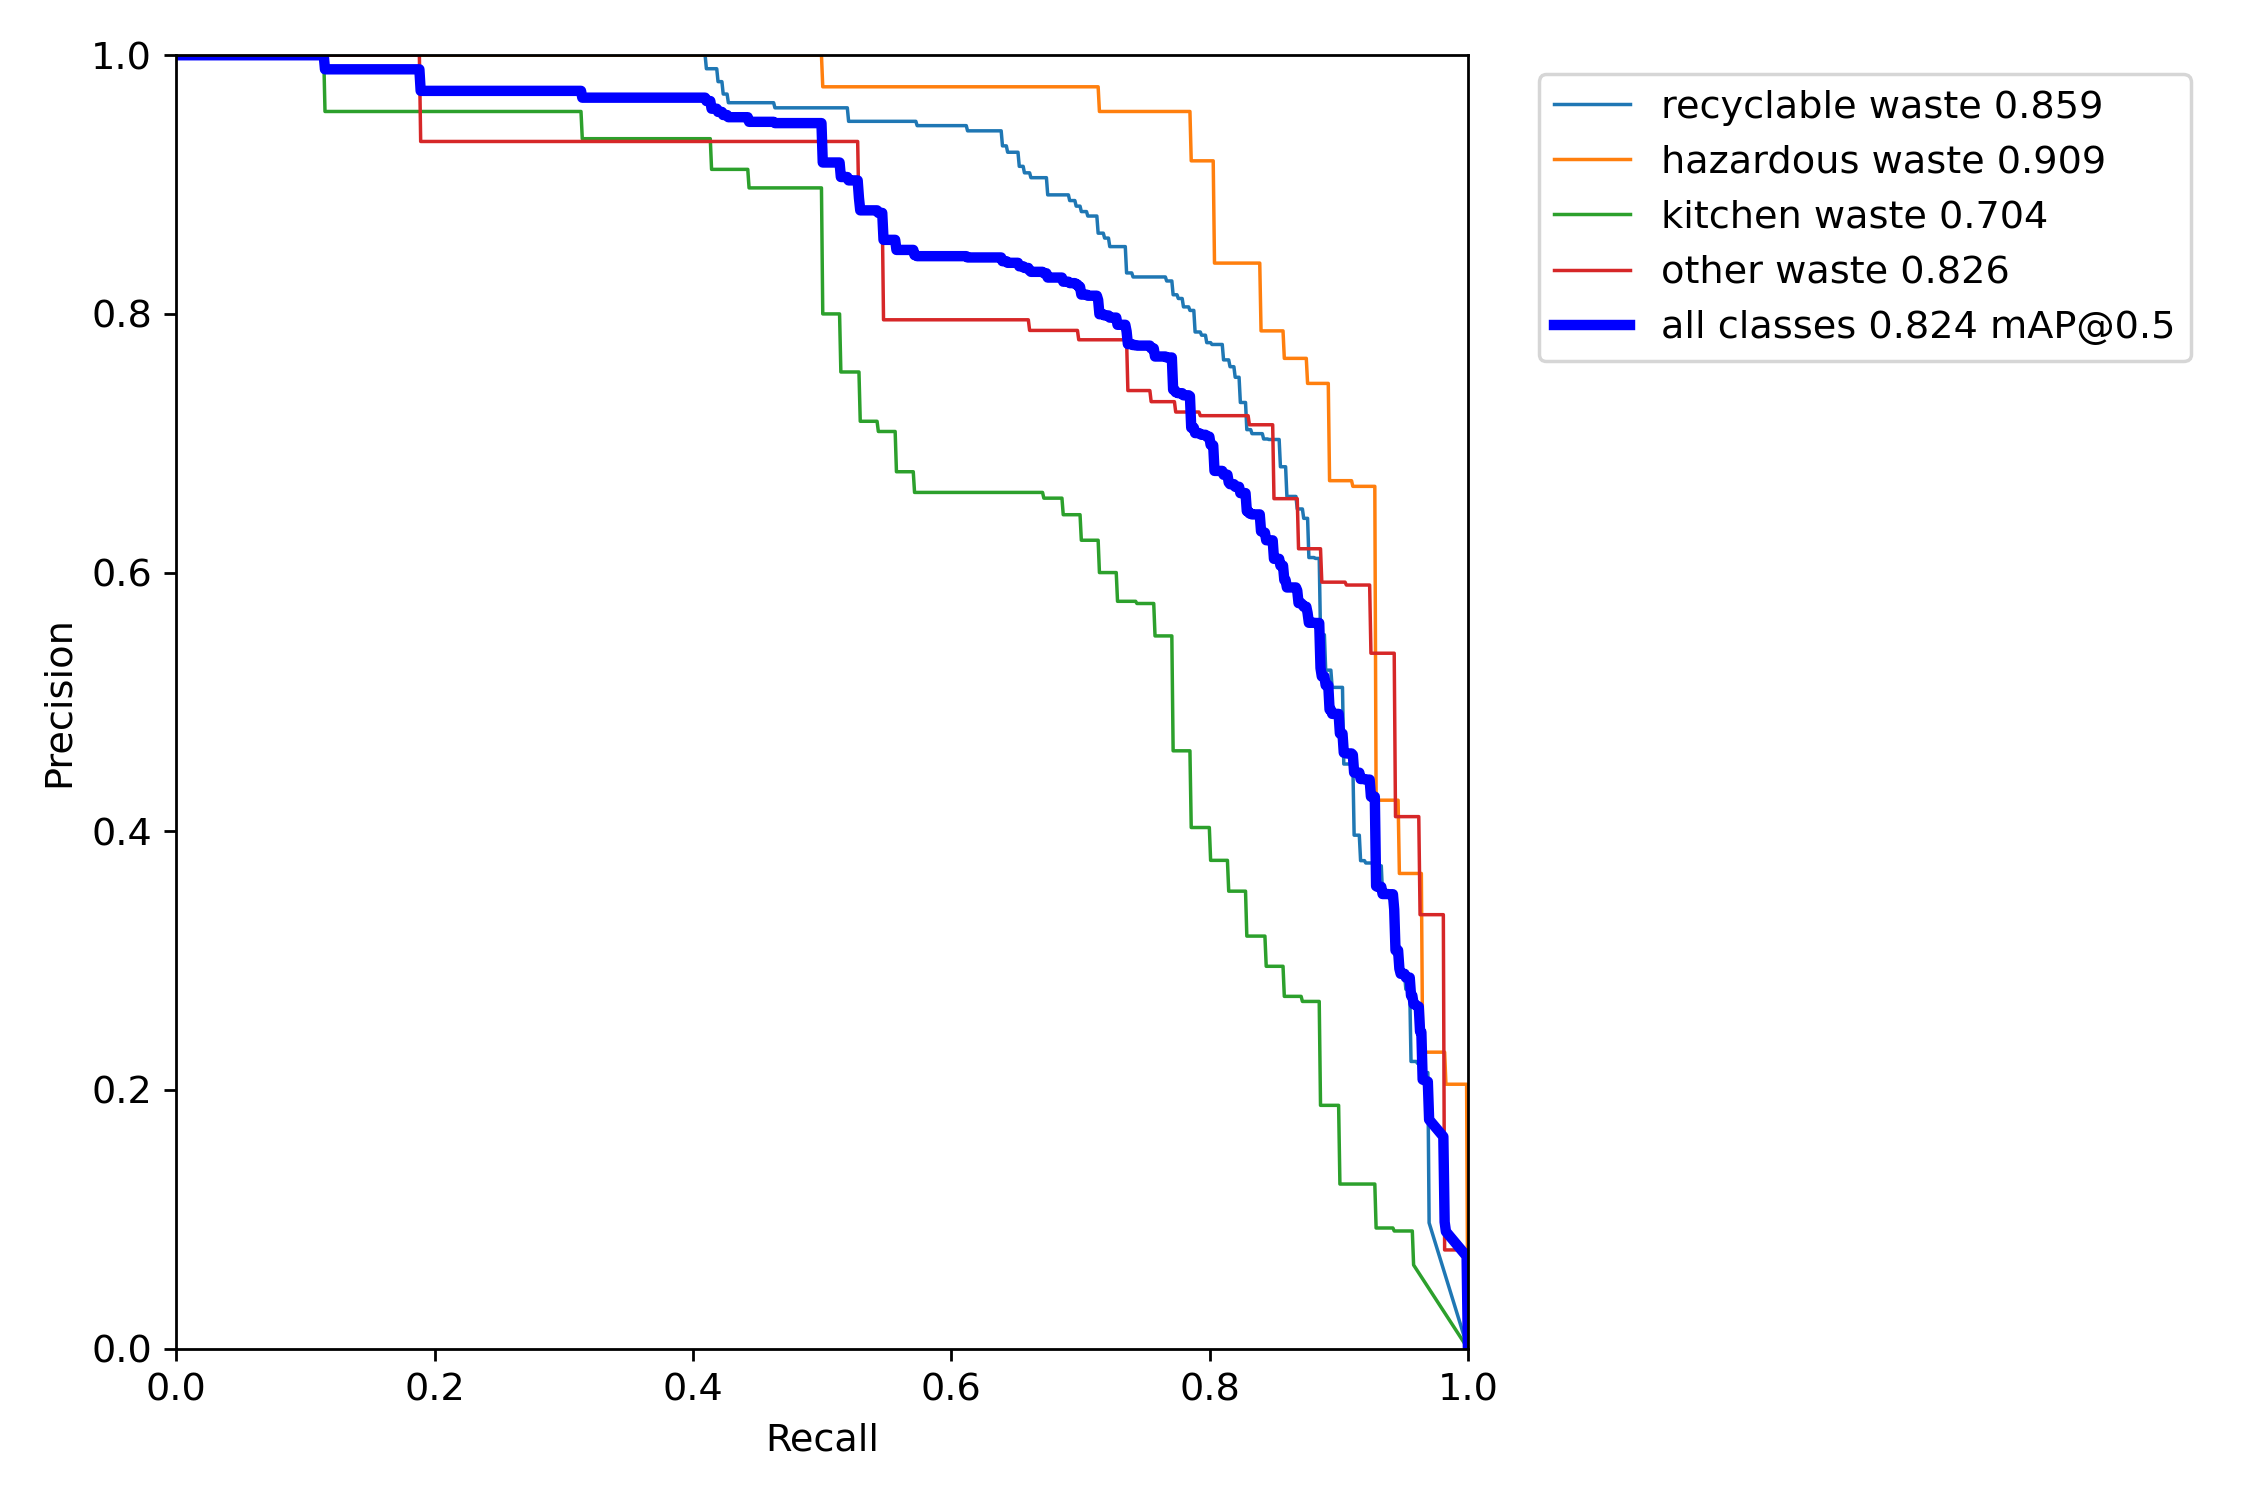 1.0
0.8
0.6
0.4
0.2
0.0
Precision
0.0 0.2 0.4 0.6 0.8 1.0
Recall
recyclable waste 0.859
hazardous waste 0.909
kitchen waste 0.704
other waste 0.826
all classes 0.824 mAP@0.5